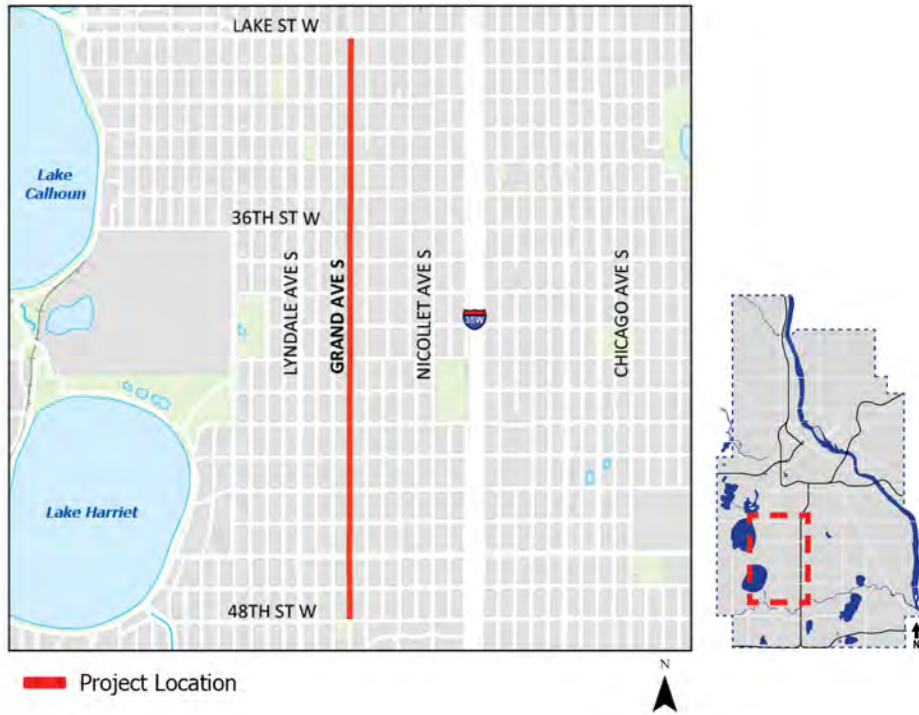 LAKE ST W
Lake
Calhoun
36TH ST W
LYNDALE AVE S
GRAND AVE S
NICOLLET AVE S
35W
CHICAGO AVE S
Lake Harriet
48TH ST W
N
Project Location
N